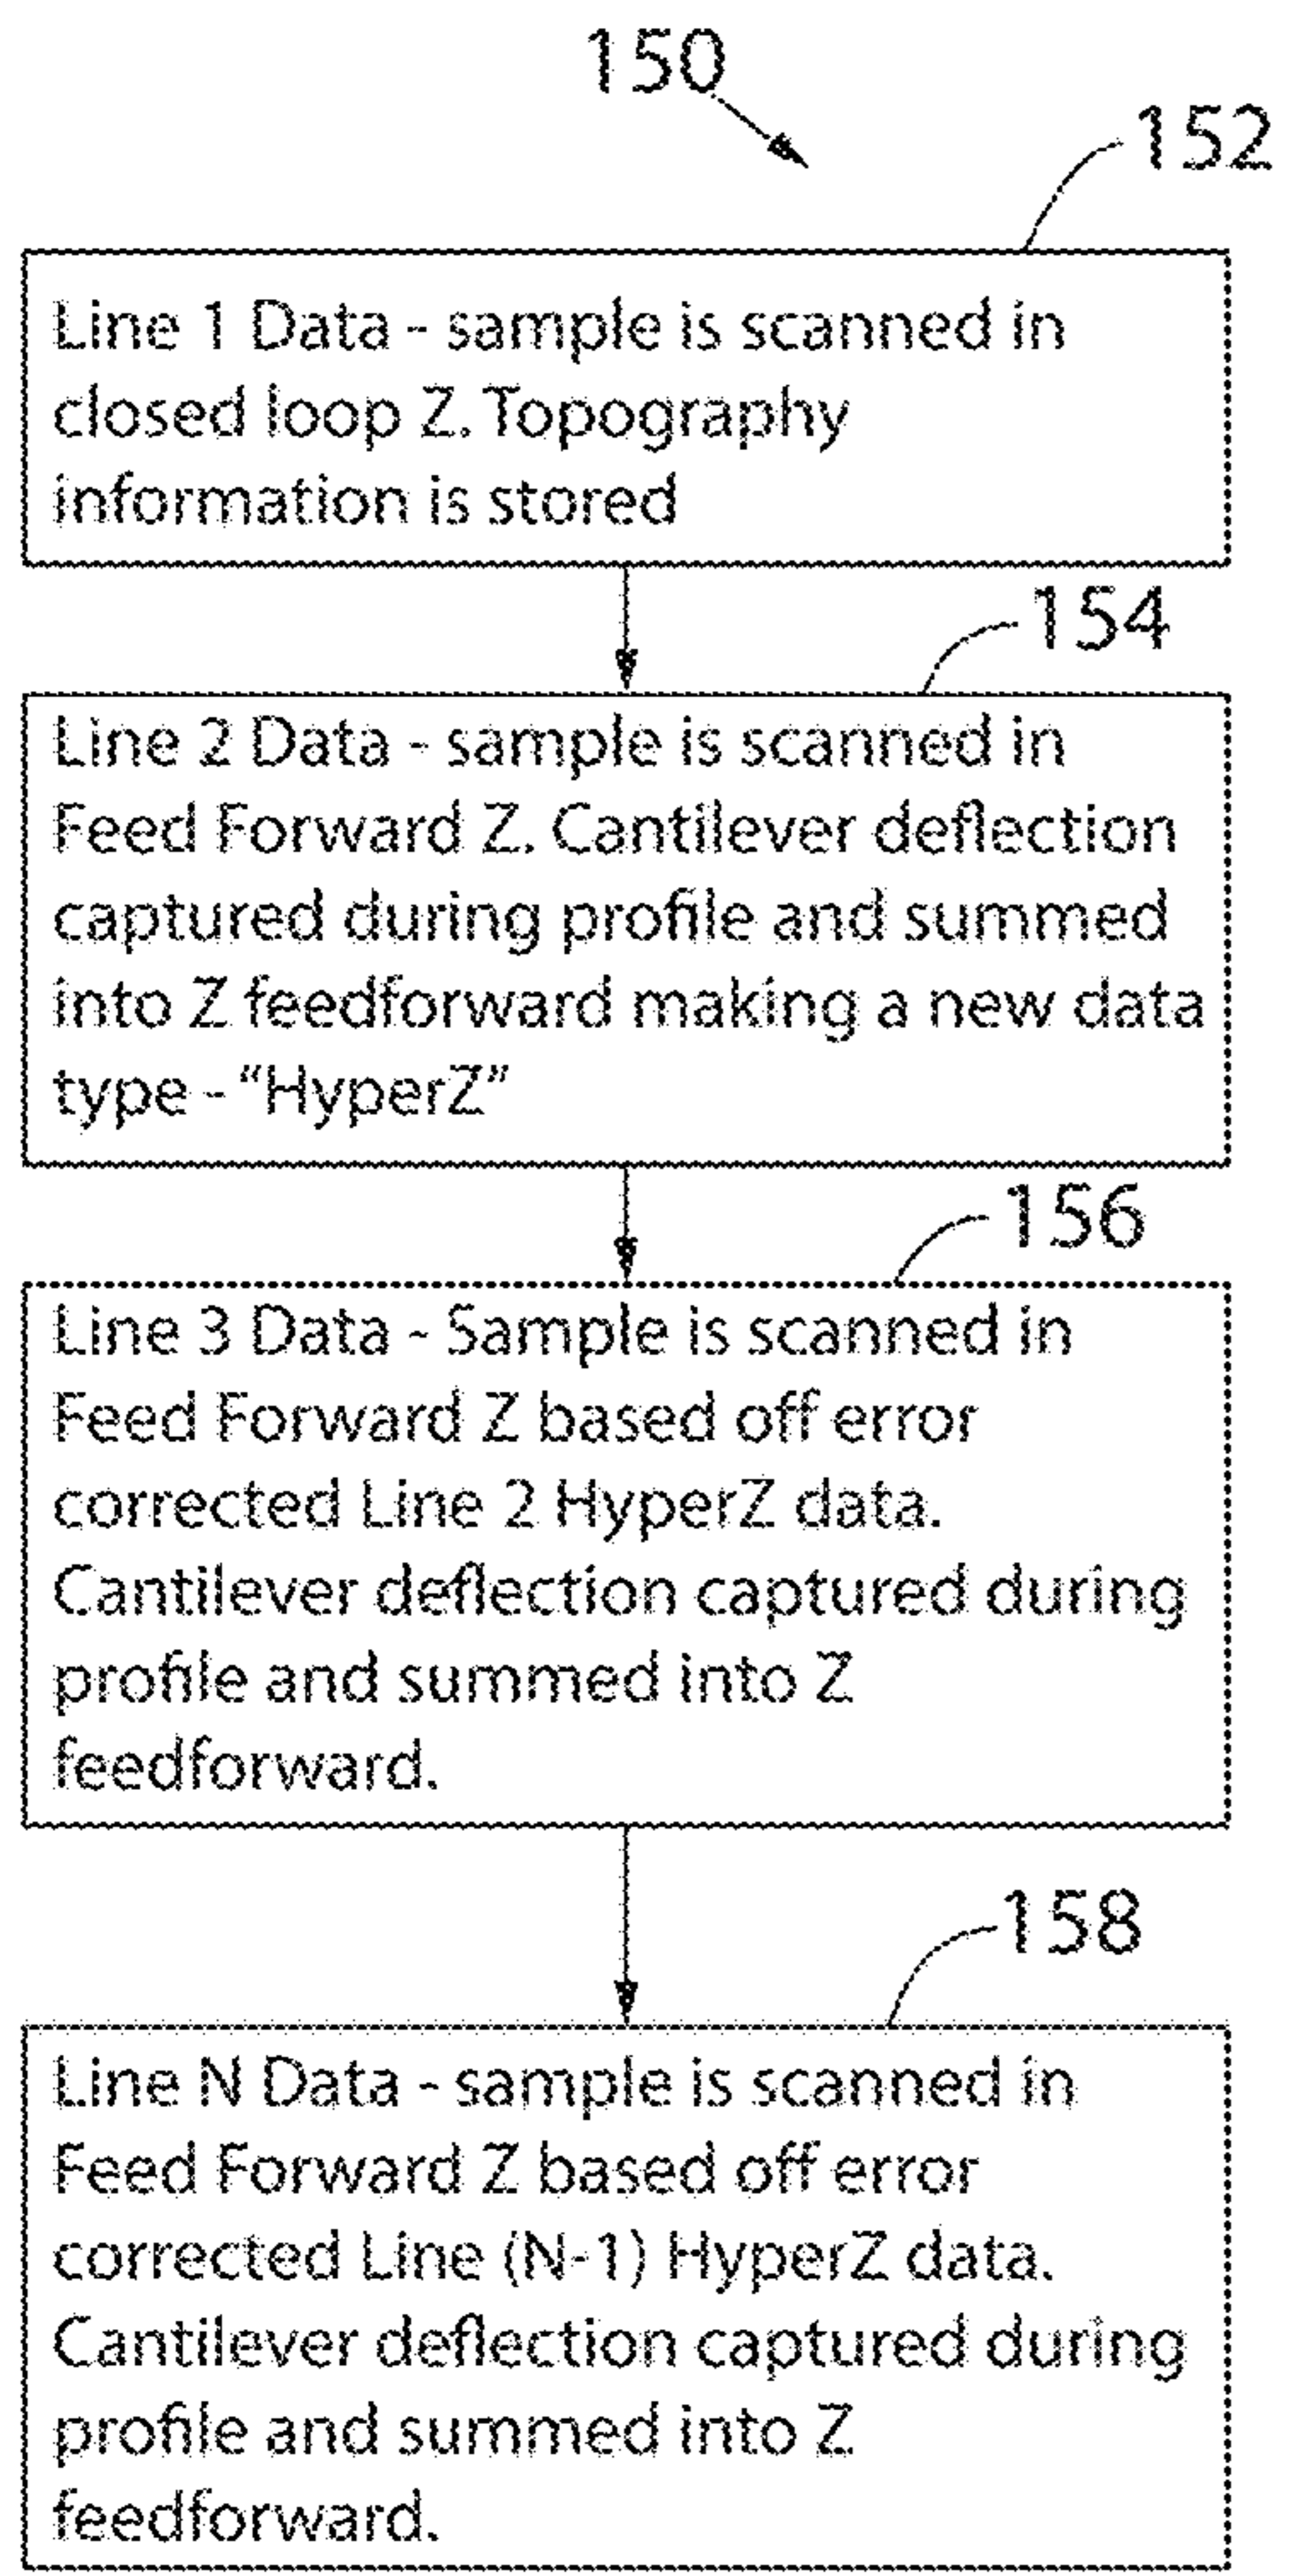 150
152
Line 1 Data - sample is scanned in
closed loop Z. Topography
information is stored
154
Line 2 Data - sample is scanned in
Feed Forward Z. Cantilever deflection
captured during profile and summed
into Z feedforward making a new data
type - “HyperZ”
156
Line 3 Data - Sample is scanned in
Feed Forward Z based off error
corrected Line 2 HyperZ data.
Cantilever deflection captured during
profile and summed into Z
feedforward.
158
Line N Data - sample is scanned in
Feed Forward Z based off error
corrected Line (N-1) HyperZ data.
Cantilever deflection captured during
profile and summed into Z
feedforward.